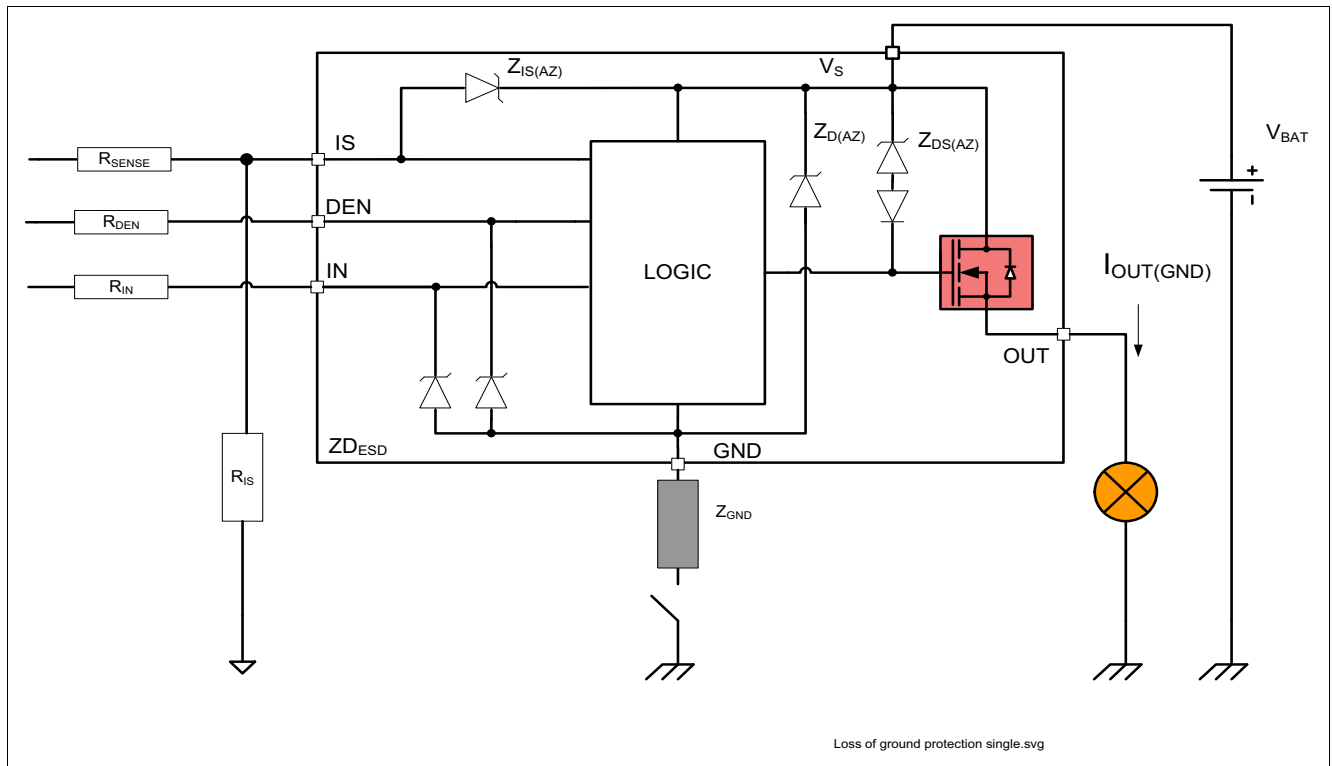 Z_IS(AZ)
V_S
Z_D(AZ)
Z_DS(AZ)
V_BAT
+
-
R_SENSE
IS
R_DEN
DEN
R_IN
IN
LOGIC
I_OUT(GND)
OUT
R_IS
ZD_ESD
GND
Z_GND
Loss of ground protection single.svg